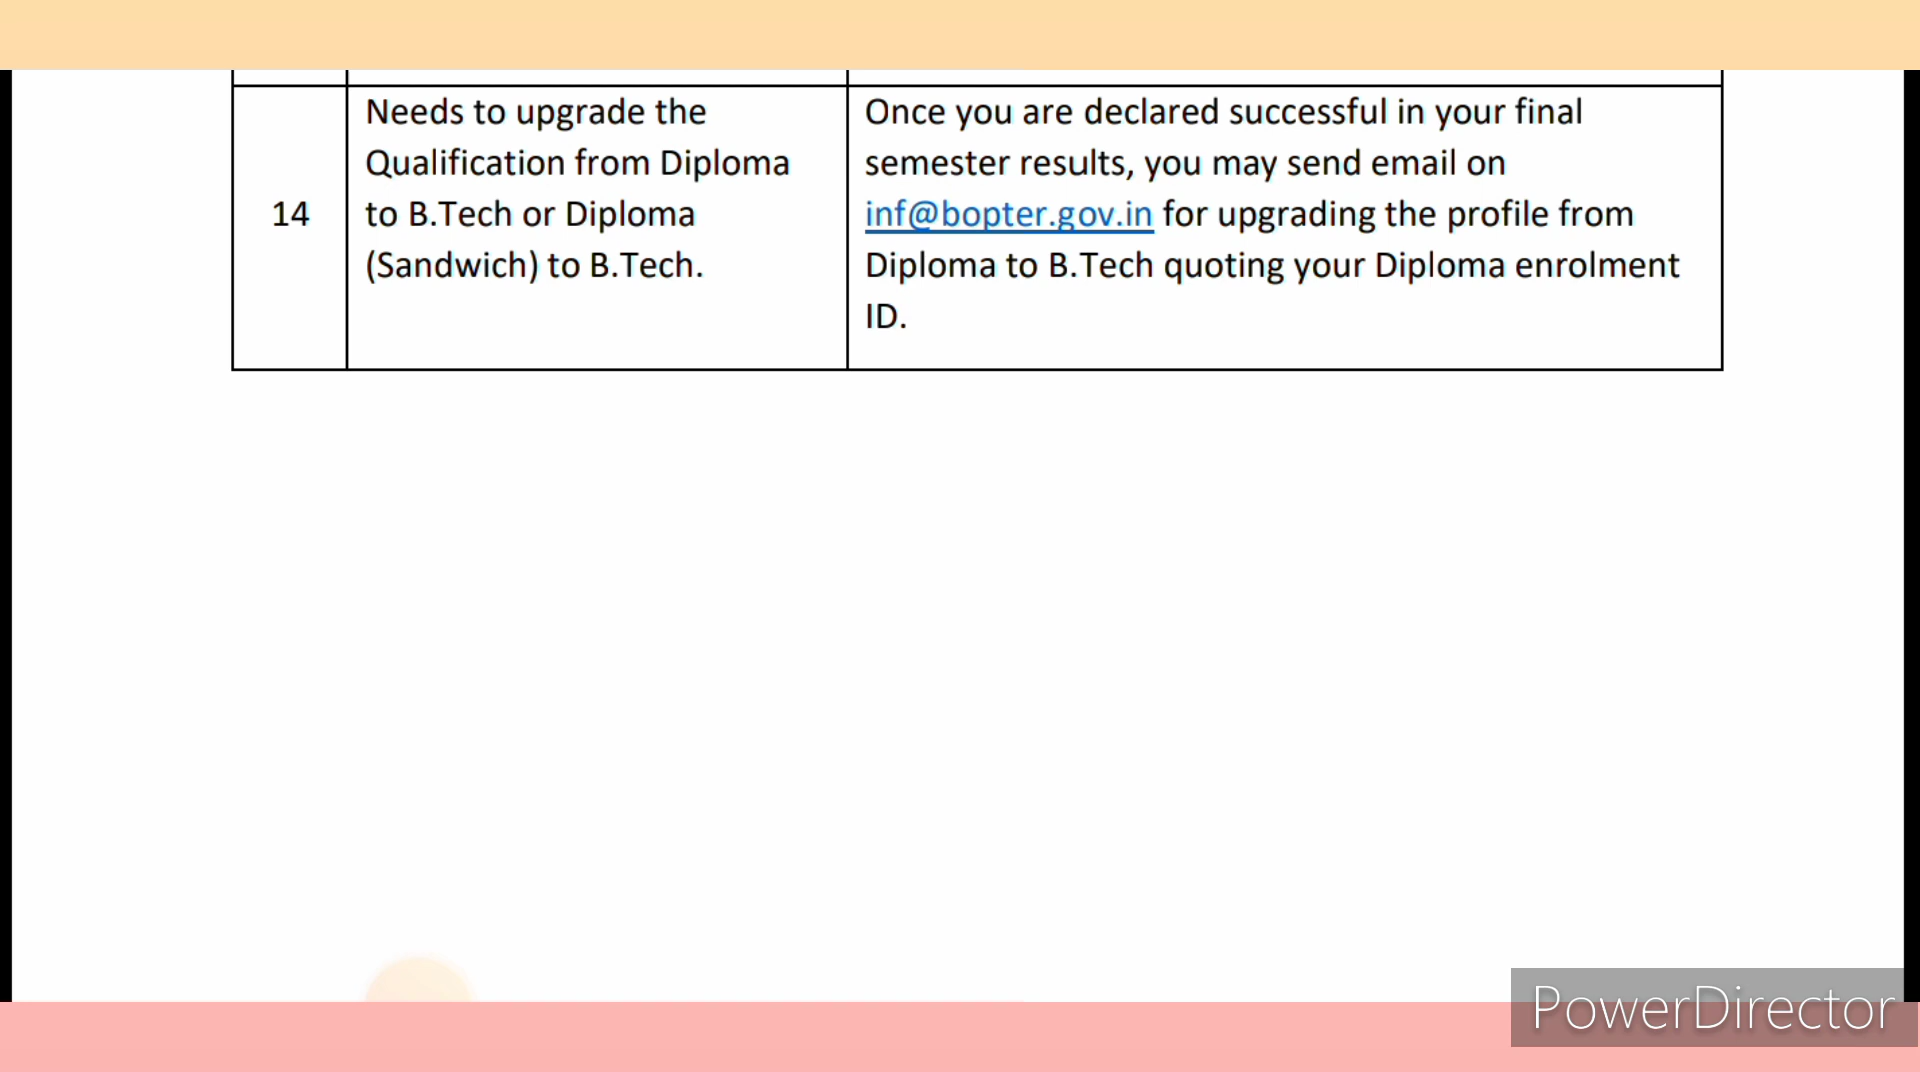 14
Needs to upgrade the
Qualification from Diploma
to B.Tech or Diploma
(Sandwich) to B.Tech.
Once you are declared successful in your final
semester results, you may send email on
inf@bopter.gov.in for upgrading the profile from
Diploma to B.Tech quoting your Diploma enrolment
ID.
PowerDirector